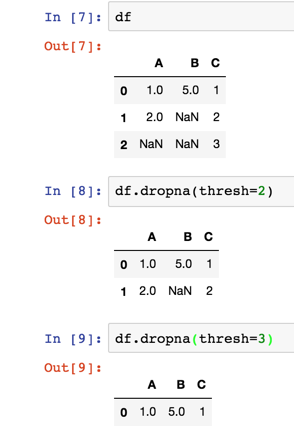 In [7]: df
Out[7]:
A B C
0 1.0 5.0 1
1 2.0 NaN 2
2 NaN NaN 3
In [8]: df.dropna(thresh=2)
Out[8]:
A B C
0 1.0 5.0 1
1 2.0 NaN 2
In [9]: df.dropna(thresh=3)
Out[9]:
A B C
0 1.0 5.0 1